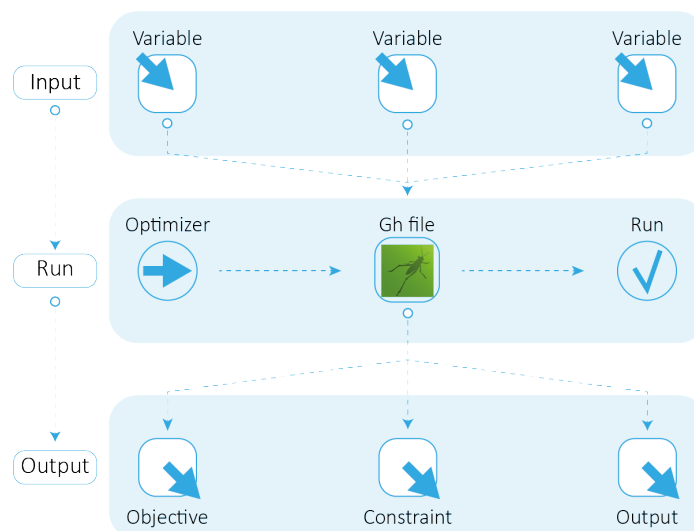 Variable
Variable
Variable
Input
Optimizer
Gh file
Run
Run
Output
Objective
Constraint
Output